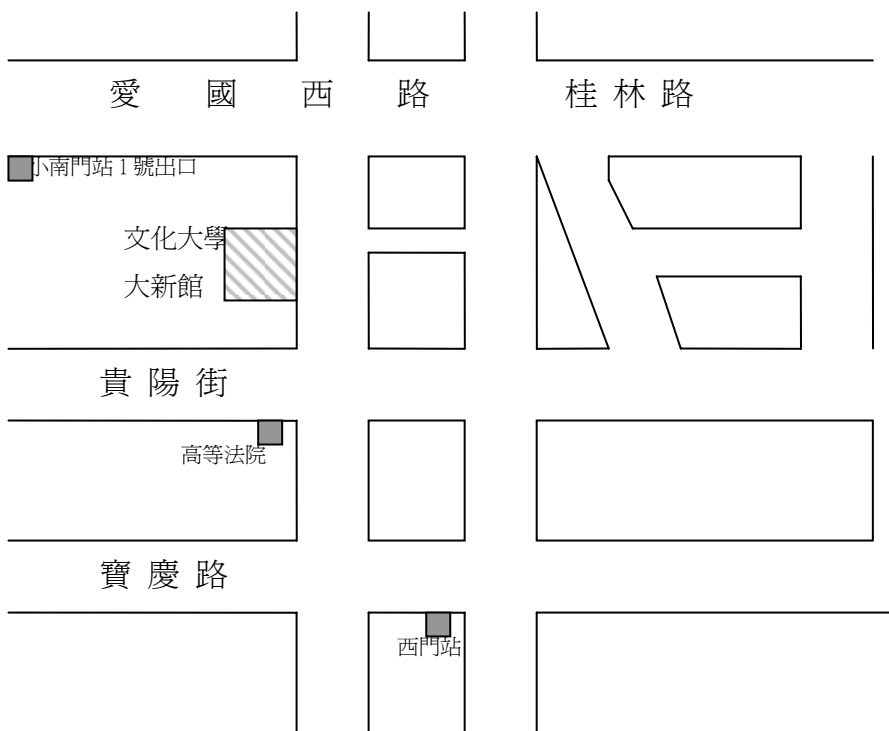 愛國西路
桂林路
小南門站 1 號出口
文化大學
大新館
貴陽街
高等法院
寶慶路
西門站